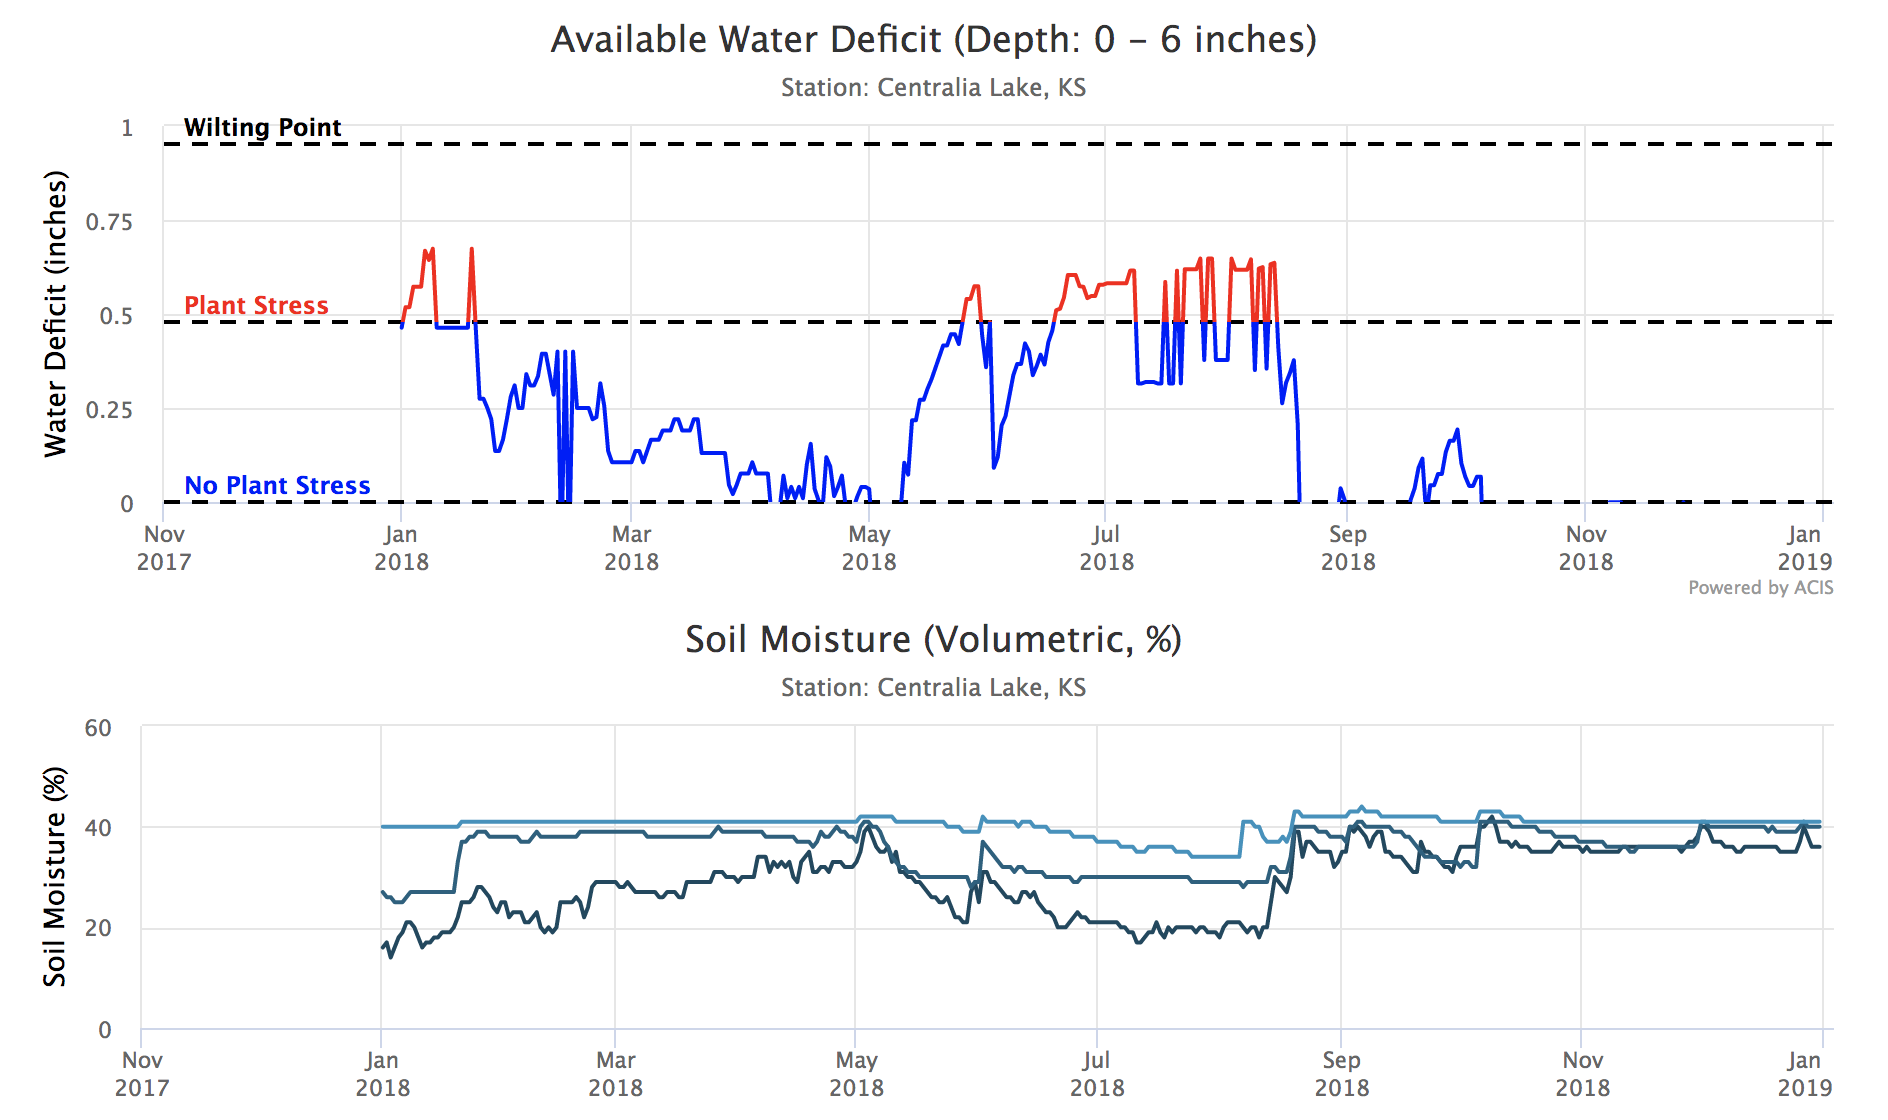 Available Water Deficit (Depth: 0 – 6 inches)
Station: Centralia Lake, KS
Water Deficit (inches)
1
0.75
0.5
0.25
0
Wilting Point
Plant Stress
No Plant Stress
Nov Jan Mar May Jul Sep Nov Jan
2017 2018 2018 2018 2018 2018 2018 2019
Powered by ACIS
Soil Moisture (Volumetric, %)
Station: Centralia Lake, KS
Soil Moisture (%)
60
40
20
0
Nov Jan Mar May Jul Sep Nov Jan
2017 2018 2018 2018 2018 2018 2018 2019